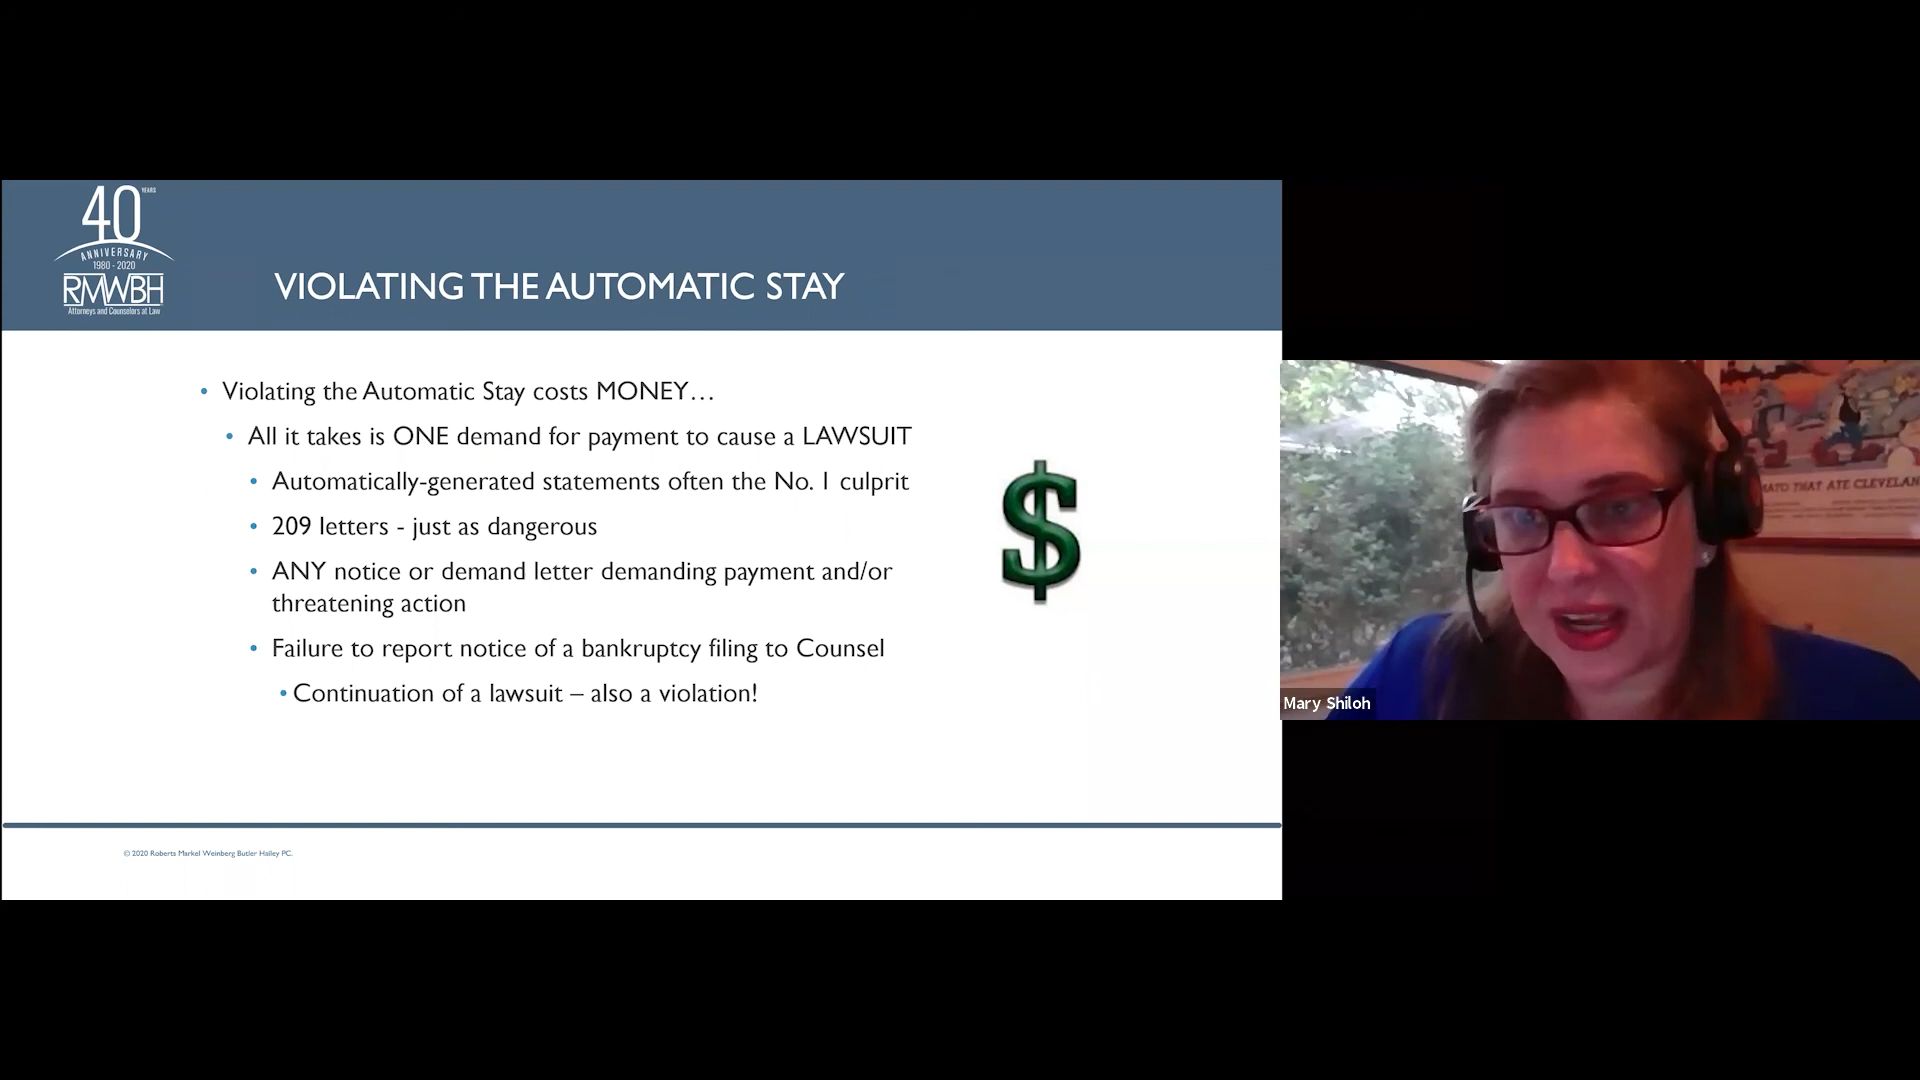 40 YEARS
ANNIVERSARY
1980 - 2020
RMWBH
Attorneys and Counselors at Law
VIOLATING THE AUTOMATIC STAY
• Violating the Automatic Stay costs MONEY…
• All it takes is ONE demand for payment to cause a LAWSUIT
• Automatically-generated statements often the No. 1 culprit
• 209 letters - just as dangerous
• ANY notice or demand letter demanding payment and/or
threatening action
• Failure to report notice of a bankruptcy filing to Counsel
• Continuation of a lawsuit – also a violation!
$
© 2020 Roberts Markel Weinberg Butler Hailey PC.
THAT ATE CLEVELAN
Mary Shiloh